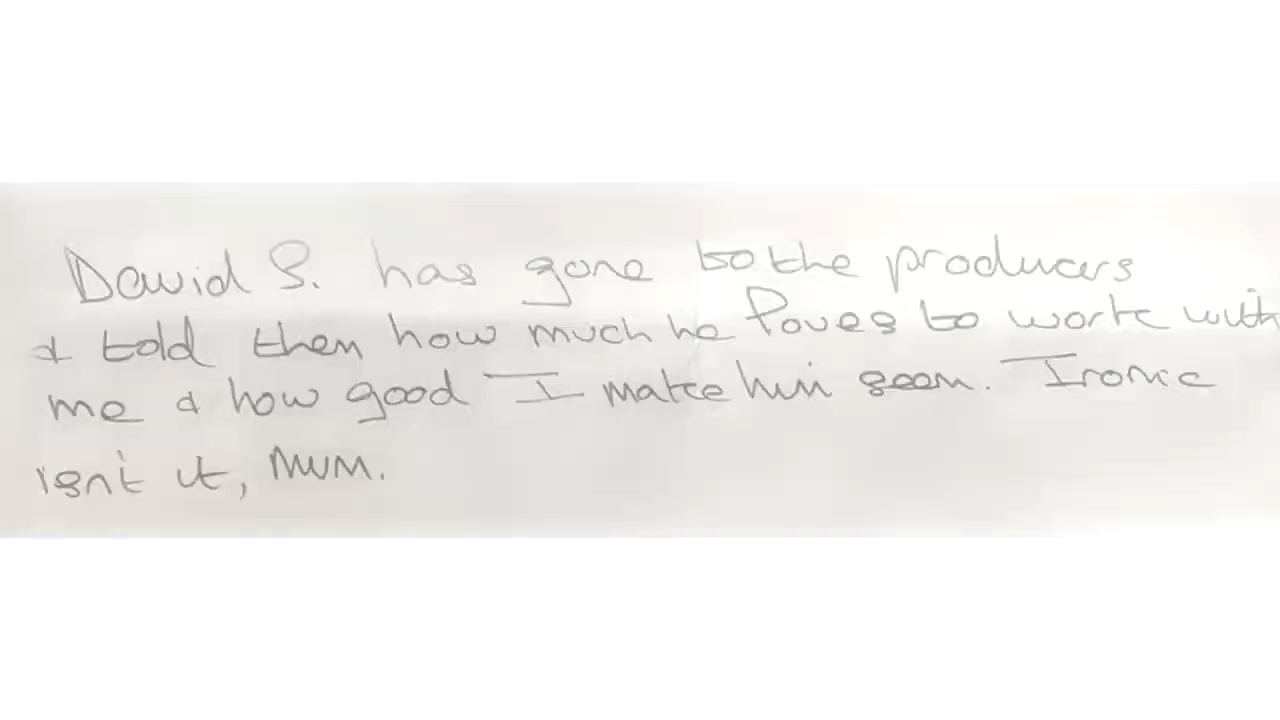 David S. has gone to the producers
& told them how much he loves to work with
me & how good I make him seem. Ironic
isn't it, Mum.